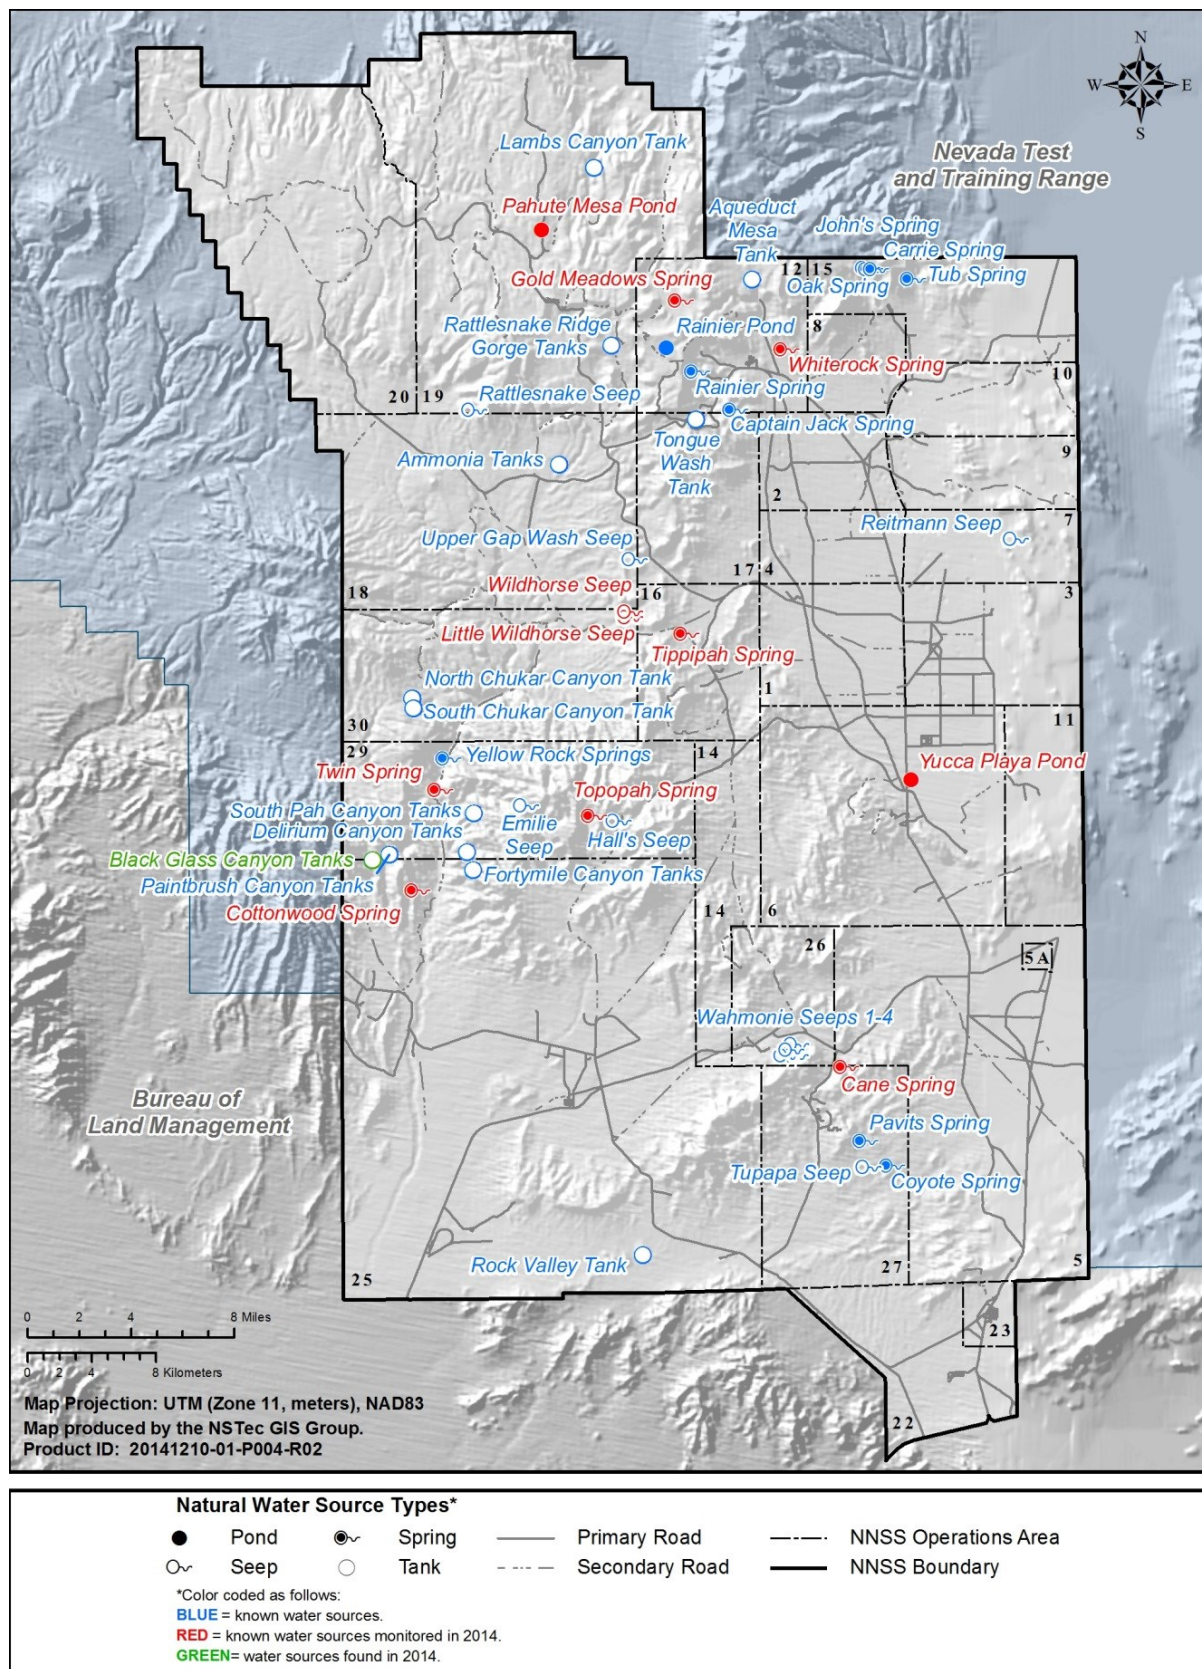 N
W
E
S
Nevada Test
and Training Range
Lambs Canyon Tank
Pahute Mesa Pond
Aqueduct
Mesa
Tank
John's Spring
Carrie Spring
Oak Spring
Tub Spring
12
15
Gold Meadows Spring
Rattlesnake Ridge
Gorge Tanks
Rainier Pond
8
Whiterock Spring
10
Rainier Spring
20
19
Rattlesnake Seep
Captain Jack Spring
Tongue
Wash
Tank
9
Ammonia Tanks
2
7
Reitmann Seep
Upper Gap Wash Seep
17
4
18
Wildhorse Seep
16
3
Little Wildhorse Seep
Tippipah Spring
North Chukar Canyon Tank
1
South Chukar Canyon Tank
30
11
29
14
Yellow Rock Springs
Twin Spring
Yucca Playa Pond
Topopah Spring
South Pah Canyon Tanks
Delirium Canyon Tanks
Emilie
Seep
Hall's Seep
Black Glass Canyon Tanks
Fortymile Canyon Tanks
Paintbrush Canyon Tanks
Cottonwood Spring
14
6
26
5A
Wahmonie Seeps 1-4
Cane Spring
Bureau of
Land Management
Pavits Spring
Tupapa Seep
Coyote Spring
Rock Valley Tank
25
27
5
23
22
0 2 4 8 Miles
0 2 4 8 Kilometers
Map Projection: UTM (Zone 11, meters), NAD83
Map produced by the NSTec GIS Group.
Product ID: 20141210-01-P004-R02
Natural Water Source Types*
Pond Spring Primary Road NNSS Operations Area
Seep Tank Secondary Road NNSS Boundary
*Color coded as follows:
BLUE = known water sources.
RED = known water sources monitored in 2014.
GREEN= water sources found in 2014.